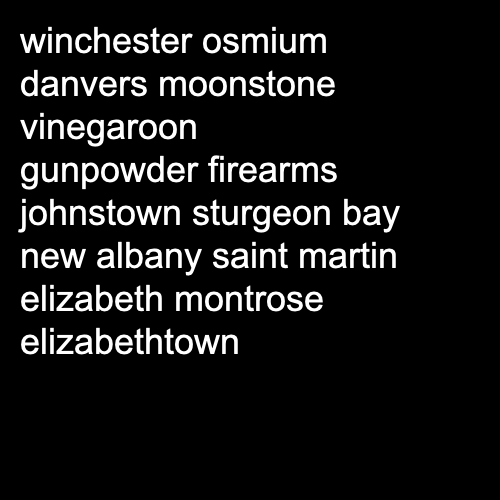 winchester osmium
danvers moonstone
vinegaroon
gunpowder firearms
johnstown sturgeon bay
new albany saint martin
elizabeth montrose
elizabethtown